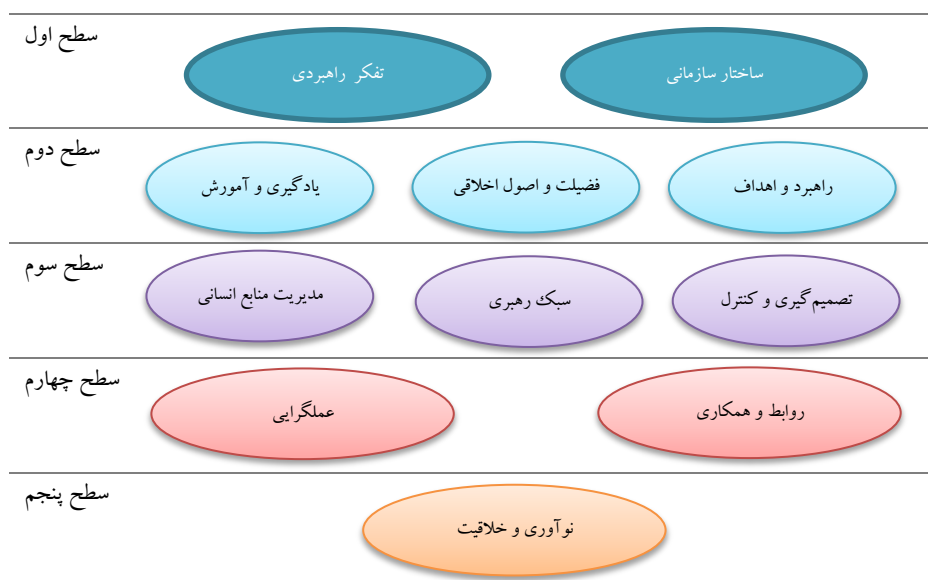 سطح اول
ساختار سازمانی
تفکر راهبردی
سطح دوم
راهبرد و اهداف
فضیلت و اصول اخلاقی
یادگیری و آمورش
سطح سوم
تصمیم‌گیری و کنترل
سبک رهبری
مدیریت منابع انسانی
سطح چهارم
روابط و همکاری
عملگرایی
سطح پنجم
نوآوری و خلاقیت